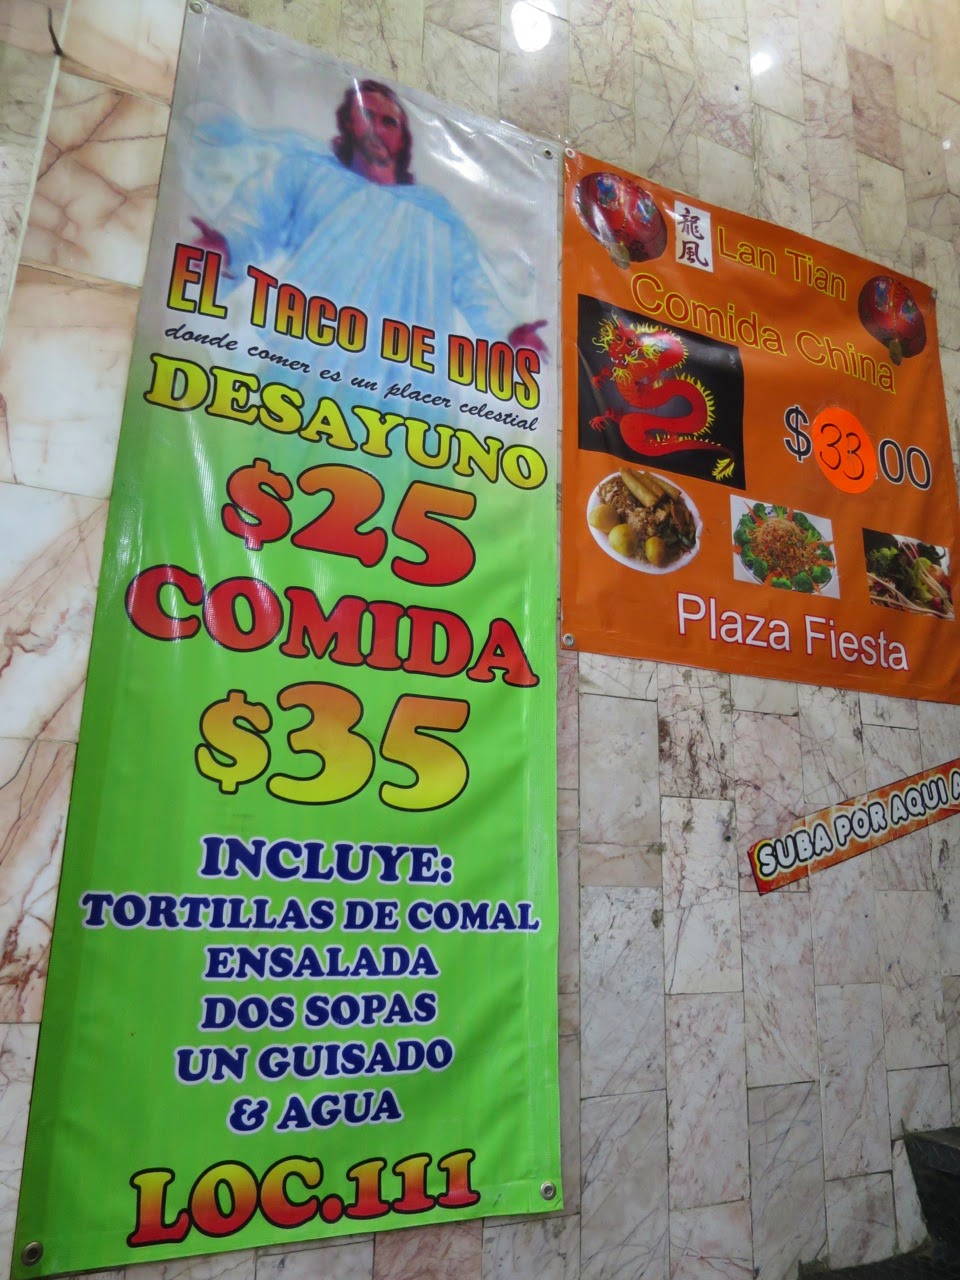 EL TACO DE DIOS
donde comer es un placer celestial
DESAYUNO
$25
COMIDA
$35
INCLUYE:
TORTILLAS DE COMAL
ENSALADA
DOS SOPAS
UN GUISADO
& AGUA
LOC.111
龍風
Lan Tian
Comida China
$33.00
Plaza Fiesta
SUBA POR AQUI A